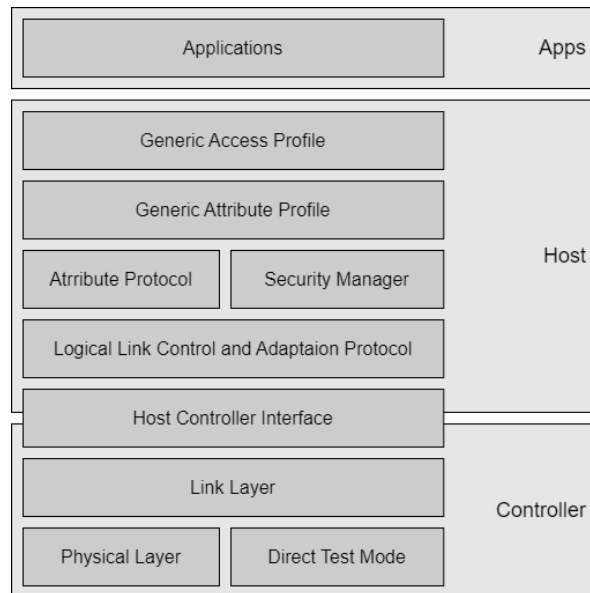 Applications
Apps
Generic Access Profile
Generic Attribute Profile
Host
Atrribute Protocol
Security Manager
Logical Link Control and Adaptaion Protocol
Host Controller Interface
Link Layer
Controller
Physical Layer
Direct Test Mode